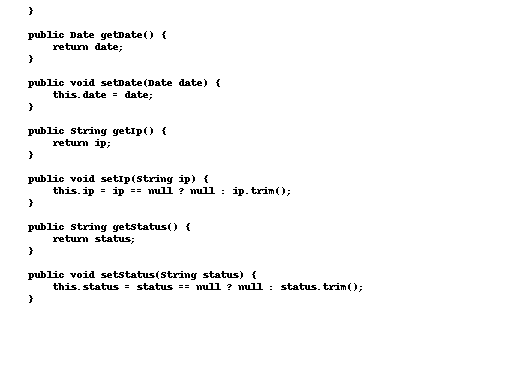 }
public Date getDate() {
return date;
}
public void setDate(Date date) {
this.date = date;
}
public String getIp() {
return ip;
}
public void setIp(String ip) {
this.ip = ip == null ? null : ip.trim();
}
public String getStatus() {
return status;
}
public void setStatus(String status) {
this.status = status == null ? null : status.trim();
}